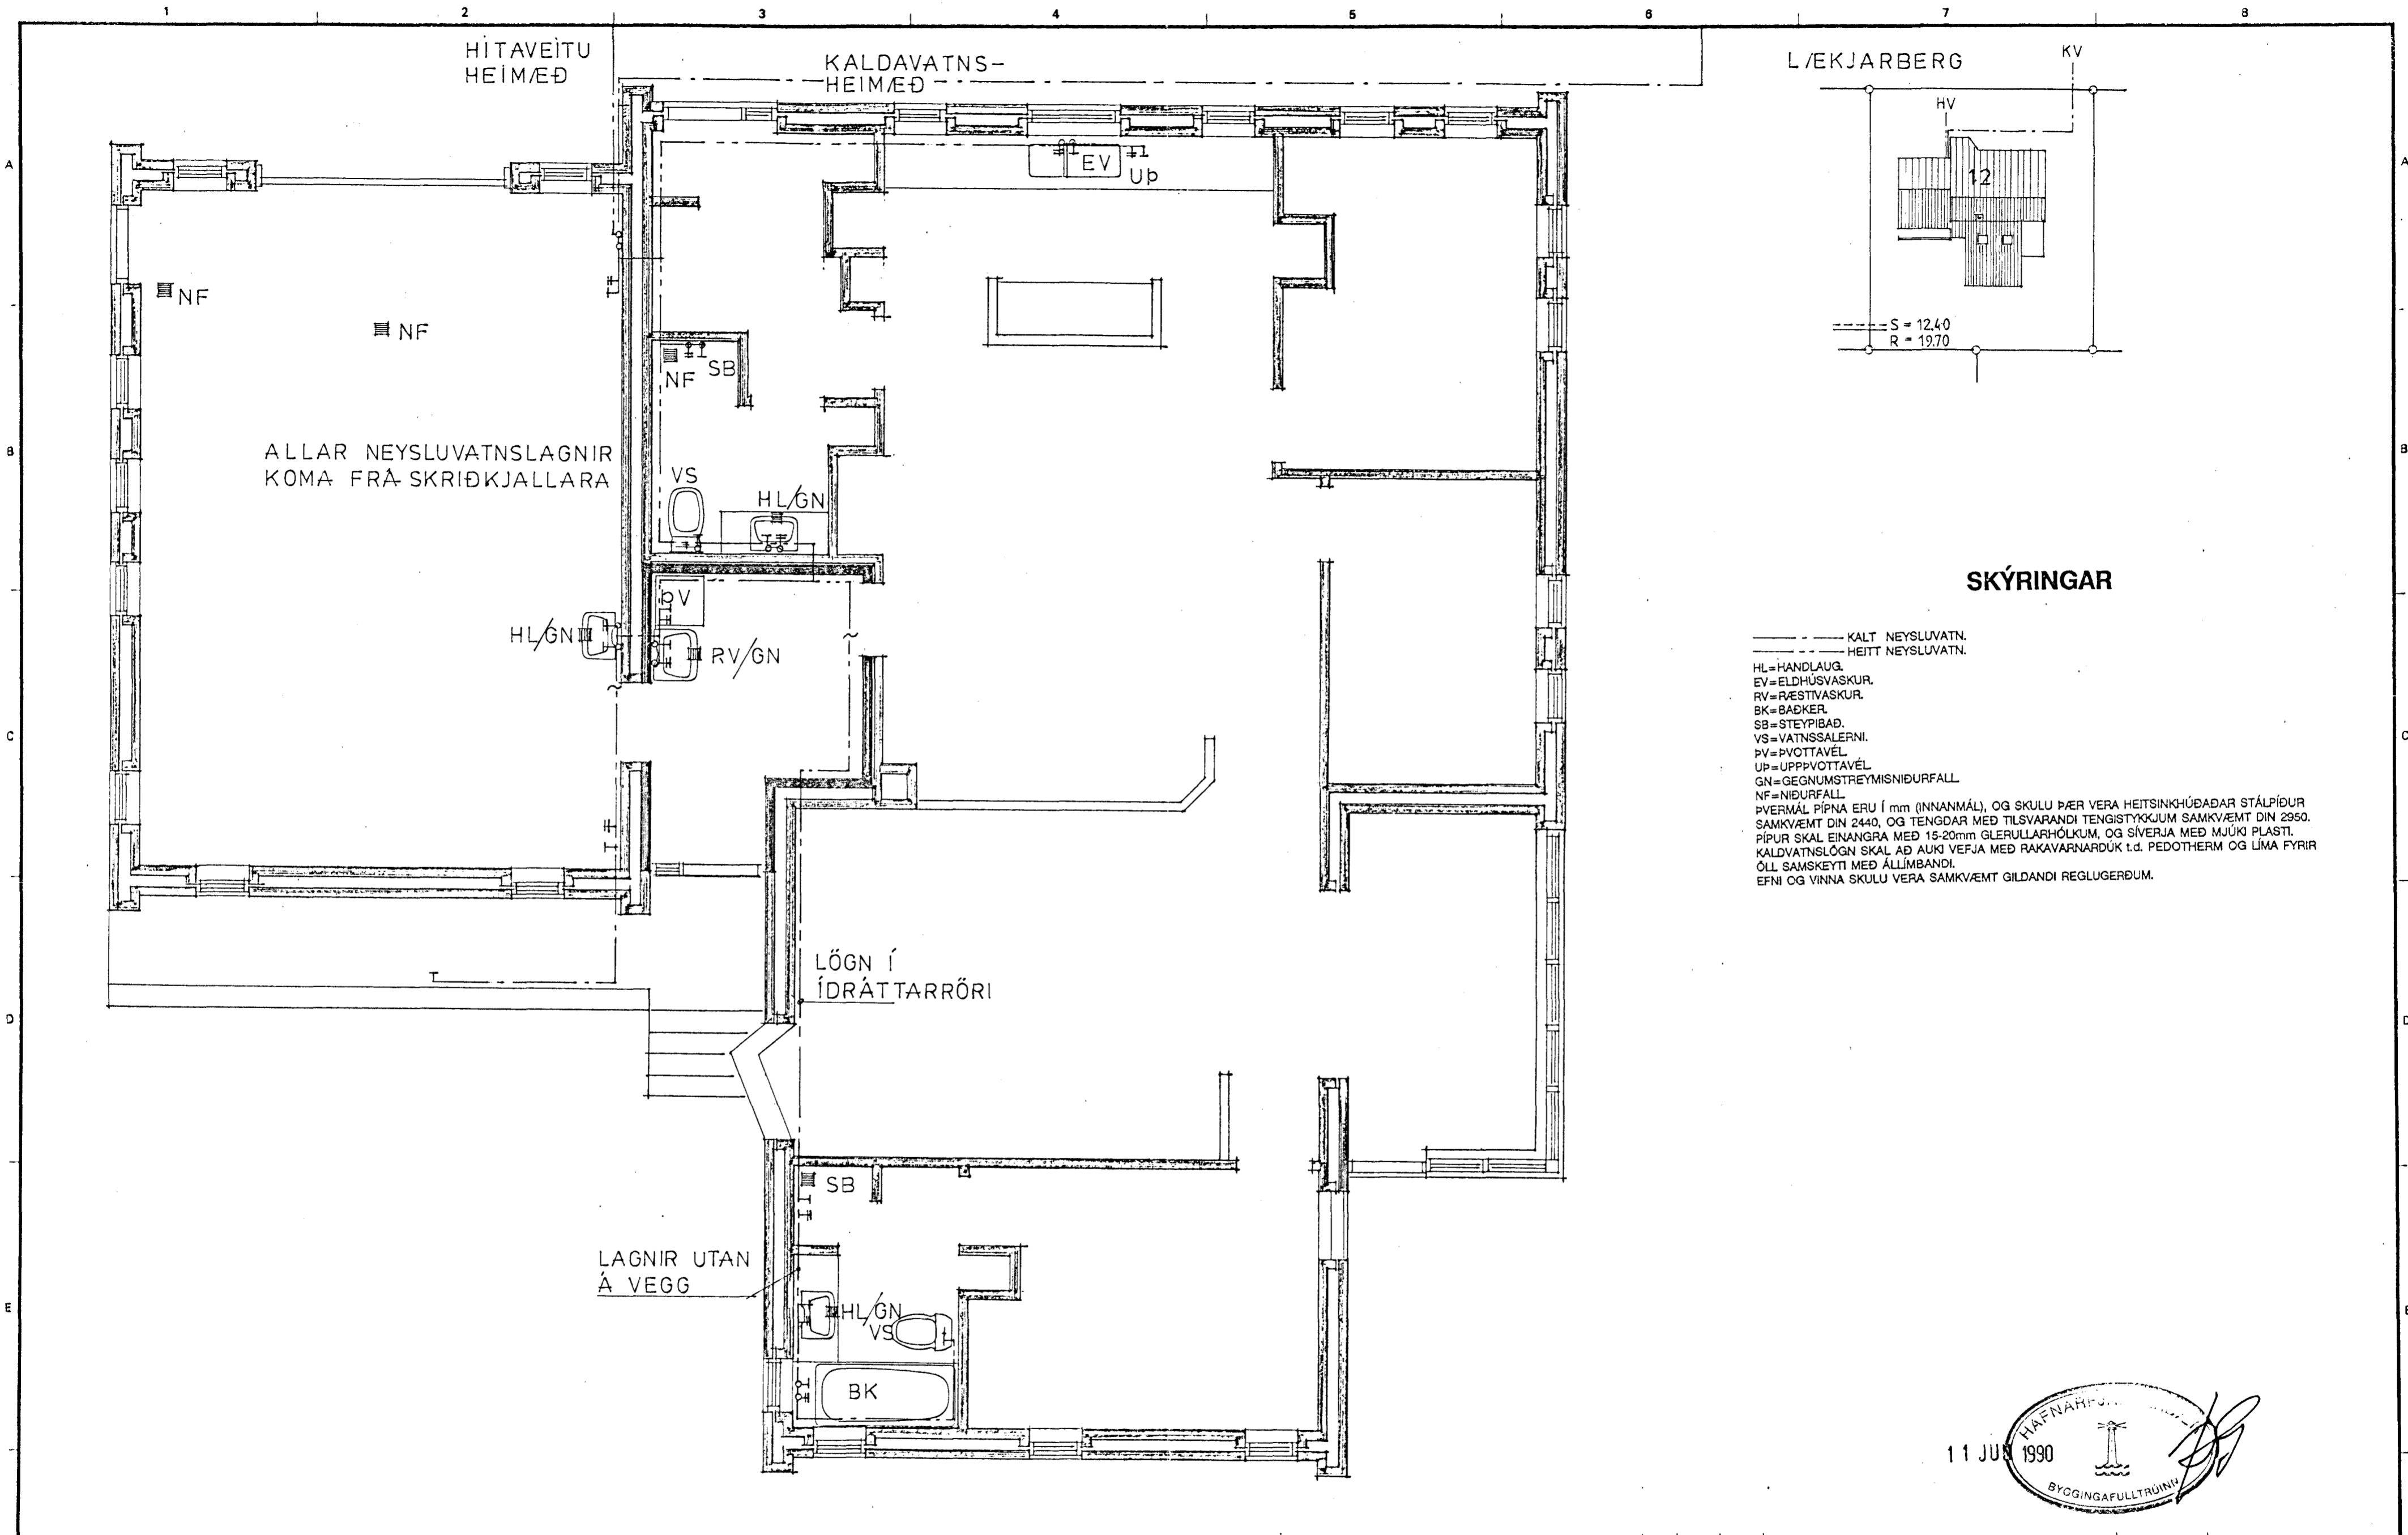 1 2 3 4 5 6 7 8
HÍTAVEÍTU
HEÍMÆÐ
KALDAVATNS-
HEÍMÆÐ
LÆKJARBERG
KV
HV
12
S = 12.40
R = 19.70
A
A
EV
UÞ
NF
NF
NF
SB
B
B
ALLAR NEYSLUVATNSLAGNIR
KOMA FRÁ SKRIÐKJALLARA
VS
HL/GN
ÞV
HL/GN
RV/GN
SKÝRINGAR
KALT NEYSLUVATN.
HEITT NEYSLUVATN.
HL=HANDLAUG.
EV=ELDHÚSVASKUR.
RV=RÆSTIVASKUR.
BK=BAÐKER.
SB=STEYPIBAÐ.
VS=VATNSSALERNI.
ÞV=ÞVOTTAVÉL.
UÞ=UPPÞVOTTAVÉL
GN=GEGNUMSTREYMISNIÐURFALL
NF=NIÐURFALL
ÞVERMÁL PÍPNA ERU Í mm (INNANMÁL), OG SKULU ÞÆR VERA HEITSINKHÚÐAÐAR STÁLPÍÐUR
SAMKVÆMT DIN 2440, OG TENGDAR MEÐ TILSVARANDI TENGISTYKKJUM SAMKVÆMT DIN 2950.
PÍPUR SKAL EINANGRA MEÐ 15-20mm GLERULLARHÓLKUM, OG SÍVERJA MEÐ MJÚKI PLASTI.
KALDVATNSLÖGN SKAL AÐ AUKI VEFJA MEÐ RAKAVARNARDÚK t.d. PEDOTHERM OG LÍMA FYRIR
ÖLL SAMSKEYTI MEÐ ÁLLÍMBANDI.
EFNI OG VINNA SKULU VERA SAMKVÆMT GILDANDI REGLUGERÐUM.
C
C
LÖGN Í
ÍDRÁTTARRÖRI
D
D
SB
LAGNIR UTAN
Á VEGG
HL/GN
VS
E
E
BK
11 JUN 1990
BYGGINGAFULLTRÚINN